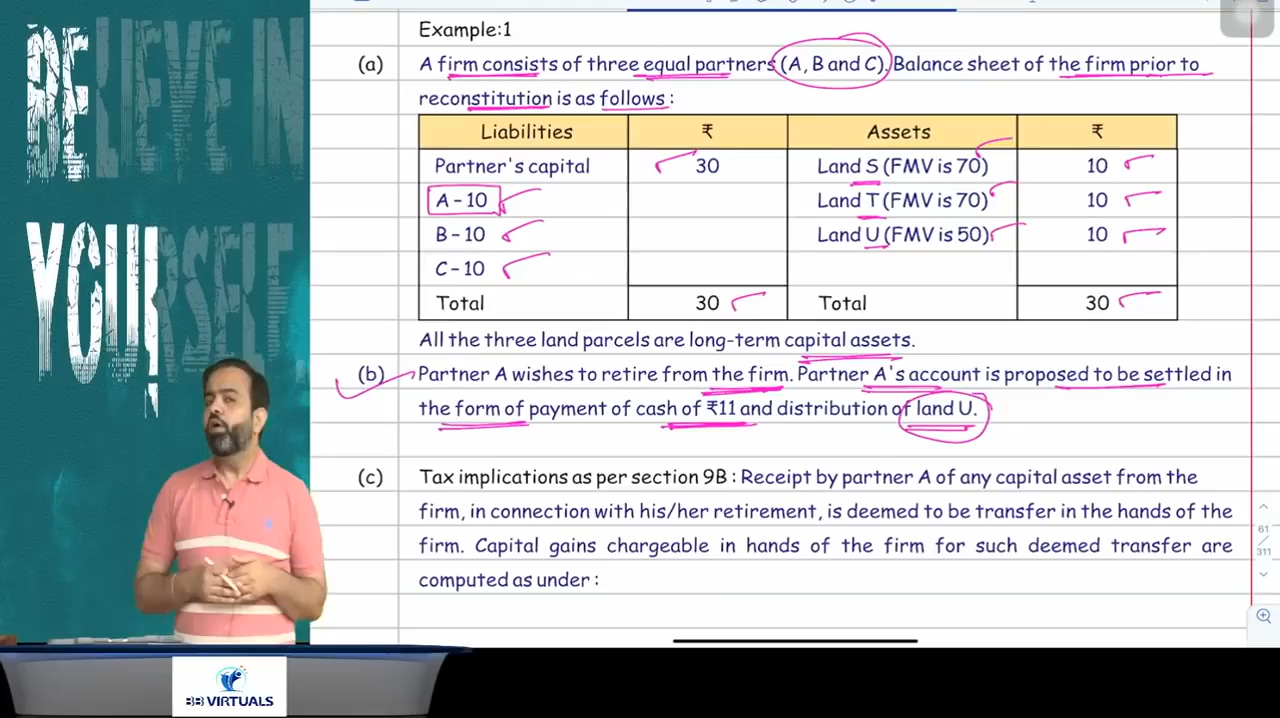 BELIEVE IN
YOURSELF
Example:1
(a) A firm consists of three equal partners (A, B and C). Balance sheet of the firm prior to
reconstitution is as follows :
Liabilities ₹ Assets ₹
Partner's capital 30 Land S (FMV is 70) 10
A – 10 Land T (FMV is 70) 10
B – 10 Land U (FMV is 50) 10
C – 10
Total 30 Total 30
All the three land parcels are long-term capital assets.
(b) Partner A wishes to retire from the firm. Partner A's account is proposed to be settled in
the form of payment of cash of ₹11 and distribution of land U.
(c) Tax implications as per section 9B : Receipt by partner A of any capital asset from the
firm, in connection with his/her retirement, is deemed to be transfer in the hands of the
firm. Capital gains chargeable in hands of the firm for such deemed transfer are
computed as under :
61
311
BB VIRTUALS